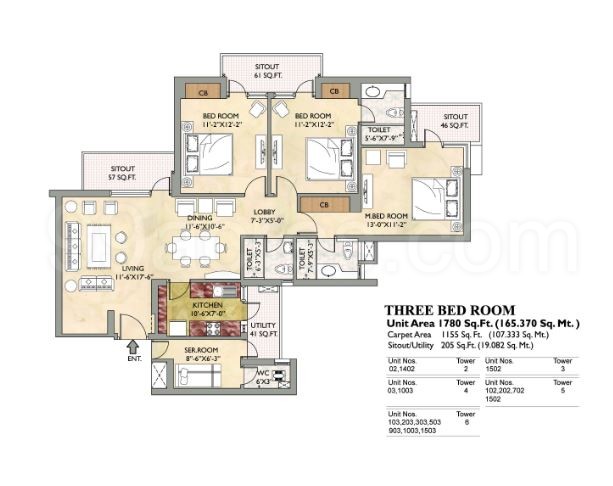 SITOUT
61 SQ.FT.
CB
CB
BED ROOM
11'-2"X12'-2"
BED ROOM
11'-2"X12'-2"
SITOUT
46 SQ.FT.
TOILET
5'-6"X7'-9"
SITOUT
57 SQ.FT.
CB
LOBBY
7'-3"X5'-0"
M.BED ROOM
13'-0"X11'-2"
DINING
11'-6"X10'-6"
LIVING
11'-6"X17'-6"
TOILET
6'-3"X5'-3"
TOILET
7'-9"X5'-3"
KITCHEN
10'-6"X7'-0"
UTILITY
41 SQ.FT.
ENT.
SER.ROOM
8'-6"X6'-3"
WC
6'X3'
THREE BED ROOM
Unit Area 1780 Sq.Ft. (165.370 Sq. Mt. )
Carpet Area 1155 Sq. Ft. (107.333 Sq. Mt.)
Sitout/Utility 205 Sq.Ft. (19.082 Sq. Mt.)
Unit Nos. Tower Unit Nos. Tower
02,1402 2 1502 3
03,1003 4 102,202,702 5
1502
Unit Nos. Tower
103,203,303,503 6
903,1003,1503